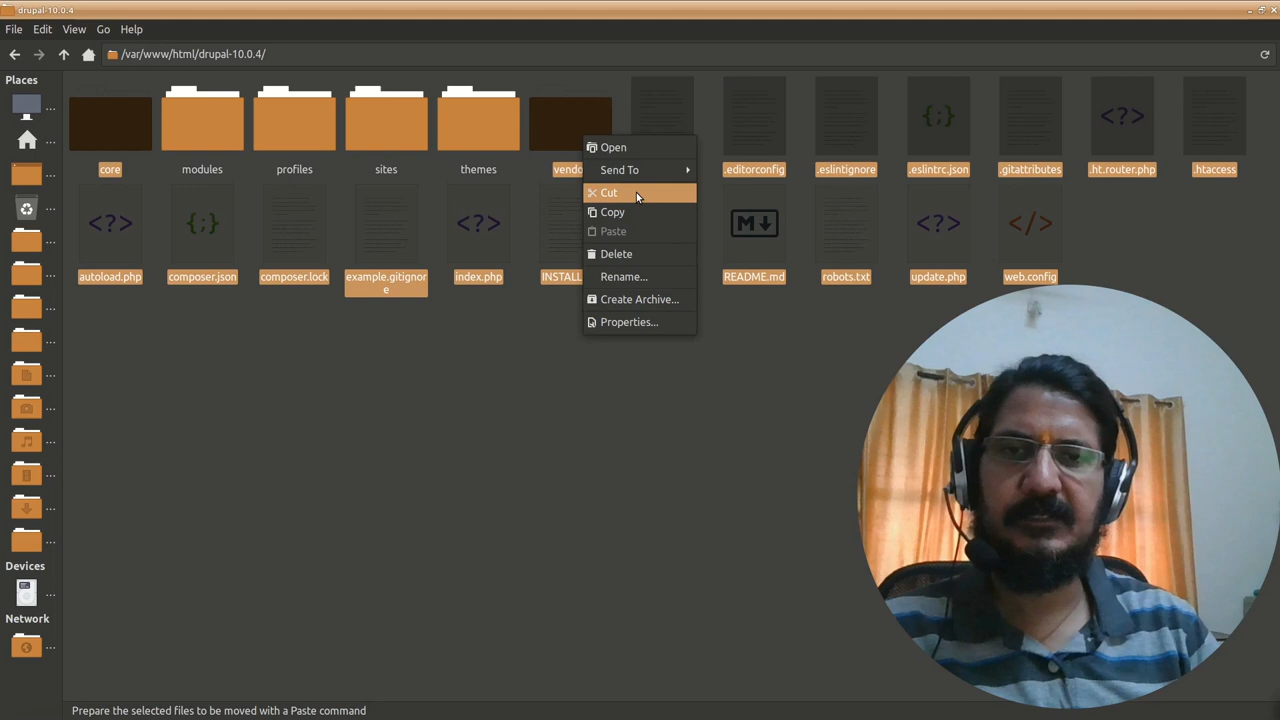 drupal-10.0.4
File Edit View Go Help
/var/www/html/drupal-10.0.4/
Places
...
...
...
...
...
...
...
...
...
...
...
...
...
...
Devices
...
Network
...
core modules profiles sites themes .editorconfig .eslintignore .eslintrc.json .gitattributes .ht.router.php .htaccess
autoload.php composer.json composer.lock example.gitignor
e
index.php INSTALL README.md robots.txt update.php web.config
Open
Send To
Cut
Copy
Paste
Delete
Rename...
Create Archive...
Properties...
Prepare the selected files to be moved with a Paste command